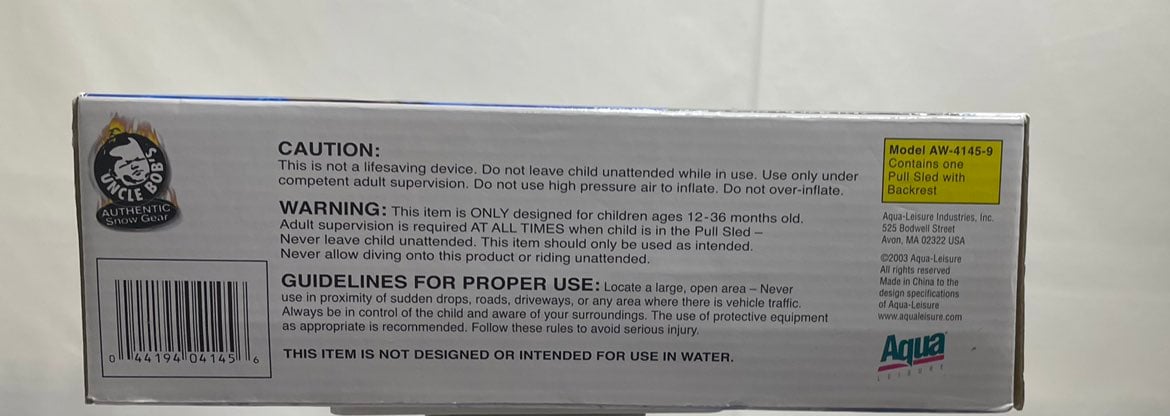 UNCLE BOB'S
AUTHENTIC
Snow Gear
0 44194 04145 6
CAUTION:
This is not a lifesaving device. Do not leave child unattended while in use. Use only under
competent adult supervision. Do not use high pressure air to inflate. Do not over-inflate.
WARNING: This item is ONLY designed for children ages 12-36 months old.
Adult supervision is required AT ALL TIMES when child is in the Pull Sled –
Never leave child unattended. This item should only be used as intended.
Never allow diving onto this product or riding unattended.
GUIDELINES FOR PROPER USE: Locate a large, open area – Never
use in proximity of sudden drops, roads, driveways, or any area where there is vehicle traffic.
Always be in control of the child and aware of your surroundings. The use of protective equipment
as appropriate is recommended. Follow these rules to avoid serious injury.
THIS ITEM IS NOT DESIGNED OR INTENDED FOR USE IN WATER.
Model AW-4145-9
Contains one
Pull Sled with
Backrest
Aqua-Leisure Industries, Inc.
525 Bodwell Street
Avon, MA 02322 USA
©2003 Aqua-Leisure
All rights reserved
Made in China to the
design specifications
of Aqua-Leisure
www.aqualeisure.com
Aqua
LEISURE